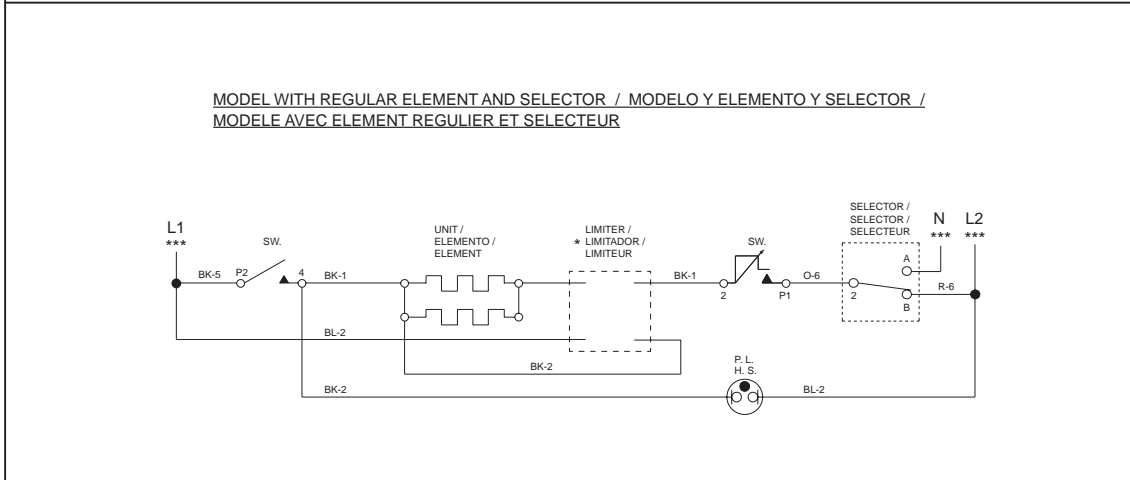 MODEL WITH REGULAR ELEMENT AND SELECTOR / MODELO Y ELEMENTO Y SELECTOR /
MODELE AVEC ELEMENT REGULIER ET SELECTEUR
L1
***
SW.
UNIT /
ELEMENTO /
ELEMENT
LIMITER /
* LIMITADOR /
LIMITEUR
SW.
SELECTOR /
SELECTOR /
SELECTEUR
N
***
L2
***
BK-5
P2
4
BK-1
BK-1
2
P1
O-6
2
A
B
R-6
BL-2
BK-2
P. L.
H. S.
BK-2
BL-2